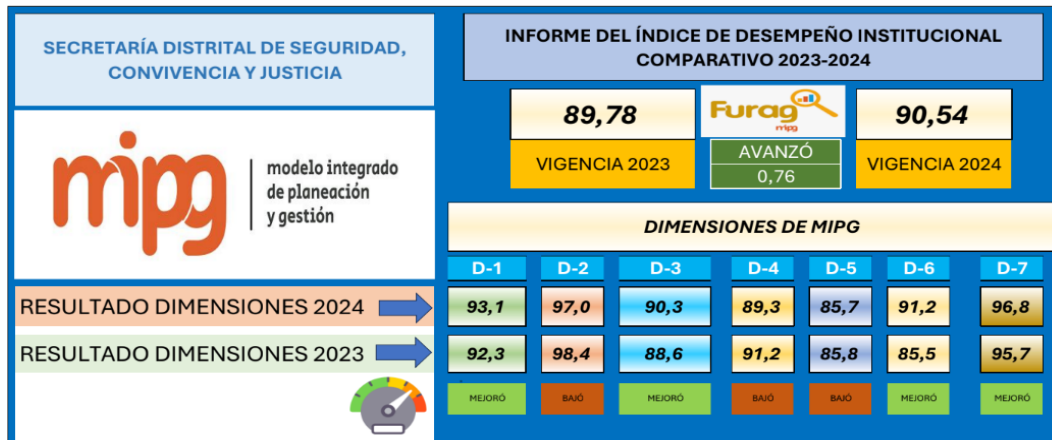 SECRETARÍA DISTRITAL DE SEGURIDAD,
CONVIVENCIA Y JUSTICIA
INFORME DEL ÍNDICE DE DESEMPEÑO INSTITUCIONAL
COMPARATIVO 2023-2024
89,78
Furag
mipg
90,54
VIGENCIA 2023
AVANZÓ
0,76
VIGENCIA 2024
mipg
modelo integrado
de planeación
y gestión
DIMENSIONES DE MIPG
D-1 D-2 D-3 D-4 D-5 D-6 D-7
RESULTADO DIMENSIONES 2024 93,1 97,0 90,3 89,3 85,7 91,2 96,8
RESULTADO DIMENSIONES 2023 92,3 98,4 88,6 91,2 85,8 85,5 95,7
MEJORÓ BAJÓ MEJORÓ BAJÓ BAJÓ MEJORÓ MEJORÓ